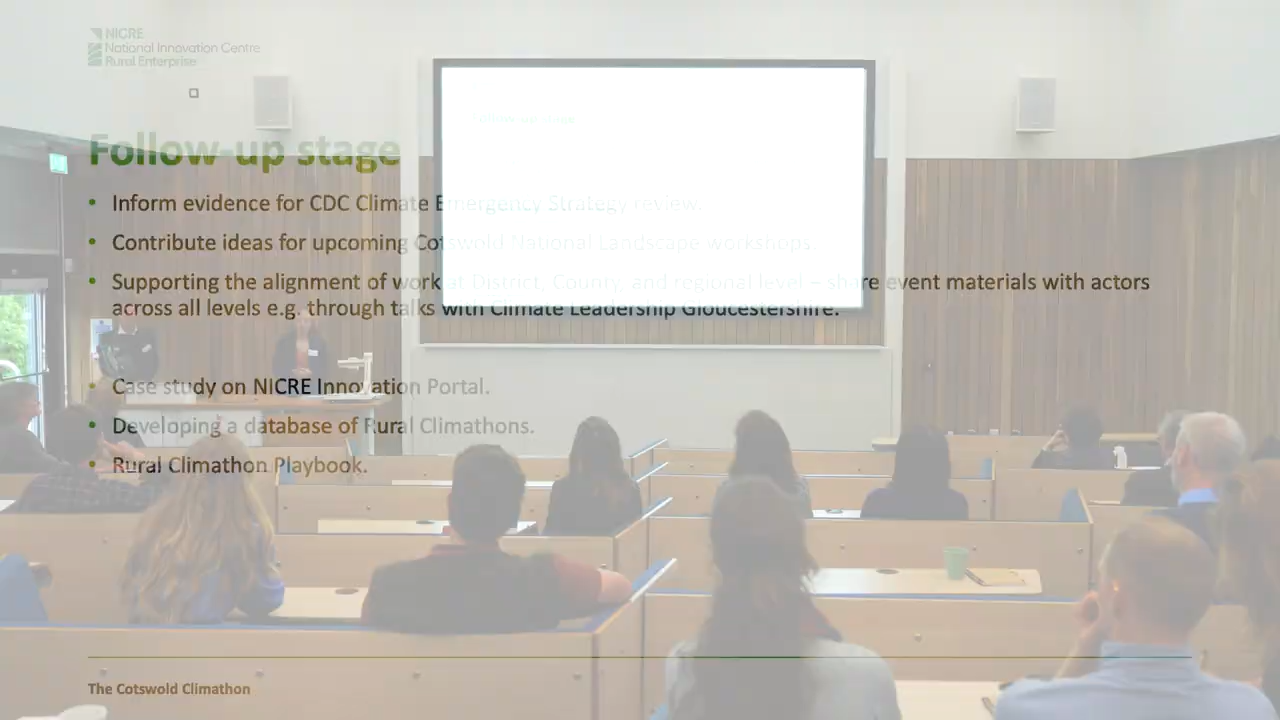 NICRE
National Innovation Centre
Rural Enterprise
Follow-up stage
Follow-up stage
• Inform evidence for CDC Climate Emergency Strategy review.
• Contribute ideas for upcoming Cotswold National Landscape workshops.
• Supporting the alignment of work at District, County, and regional level – share event materials with actors
across all levels e.g. through talks with Climate Leadership Gloucestershire.
• Case study on NICRE Innovation Portal.
• Developing a database of Rural Climathons.
• Rural Climathon Playbook.
The Cotswold Climathon